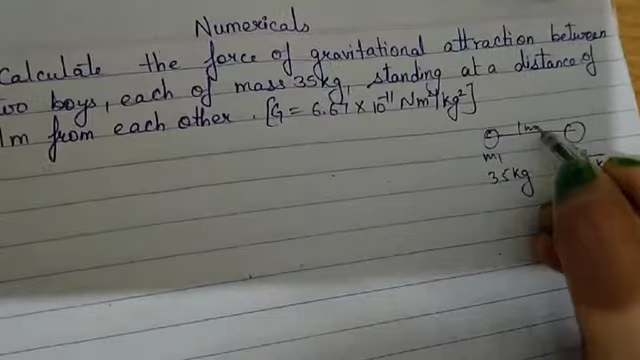 Numericals
Calculate the force of gravitational attraction between
two boys, each of mass 35kg, standing at a distance of
1m from each other. [G = 6.67 × 10⁻¹¹ Nm²/kg²]
1m
m₁
35kg